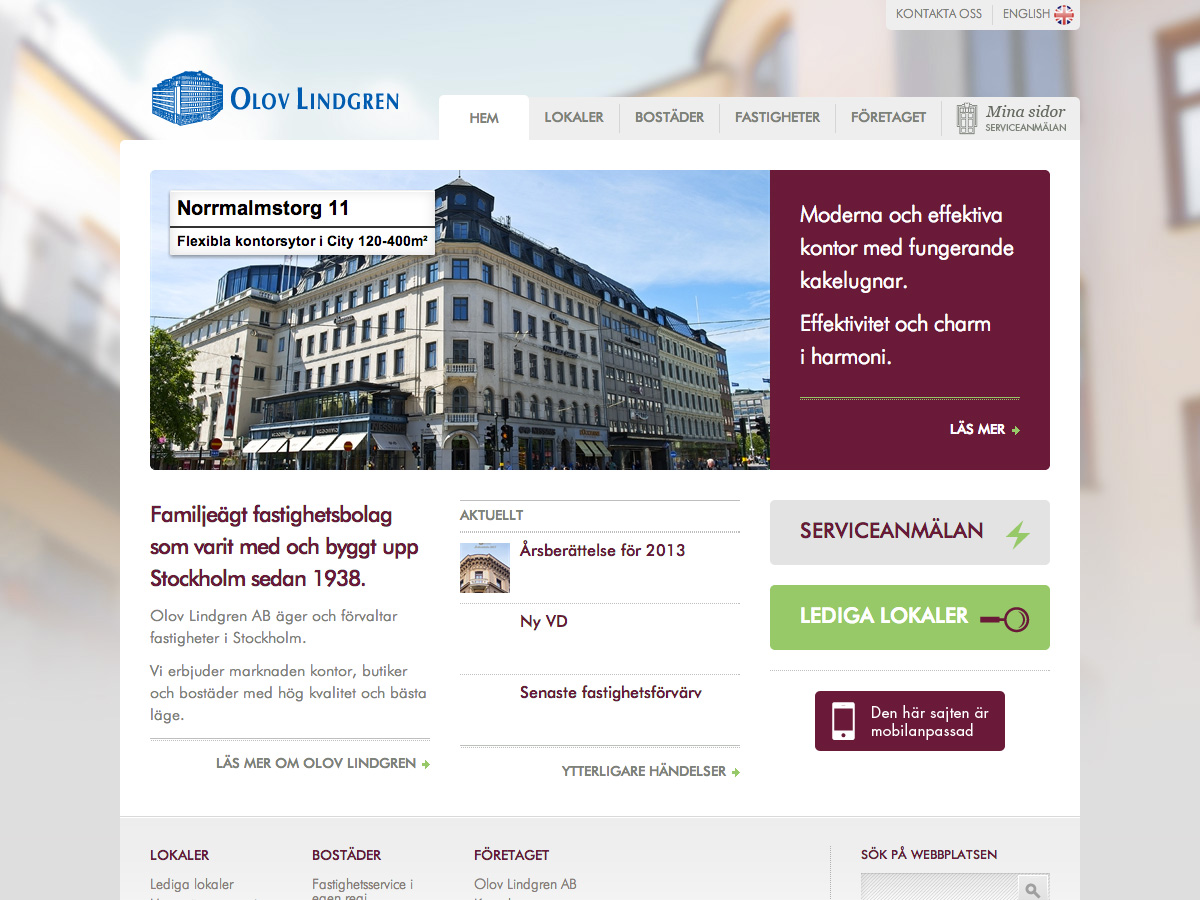 KONTAKTA OSS
ENGLISH
OLOV LINDGREN
HEM
LOKALER
BOSTÄDER
FASTIGHETER
FÖRETAGET
Mina sidor
SERVICEANMÄLAN
Norrmalmstorg 11
Flexibla kontorsytor i City 120-400m²
CHINA
Moderna och effektiva
kontor med fungerande
kakelugnar.
Effektivitet och charm
i harmoni.
LÄS MER
Familjeägt fastighetsbolag
som varit med och byggt upp
Stockholm sedan 1938.
Olov Lindgren AB äger och förvaltar
fastigheter i Stockholm.
Vi erbjuder marknaden kontor, butiker
och bostäder med hög kvalitet och bästa
läge.
LÄS MER OM OLOV LINDGREN
AKTUELLT
Årsberättelse för 2013
Ny VD
Senaste fastighetsförvärv
YTTERLIGARE HÄNDELSER
SERVICEANMÄLAN
LEDIGA LOKALER
Den här sajten är
mobilanpassad
LOKALER
Lediga lokaler
BOSTÄDER
Fastighetsservice i
egen regi
FÖRETAGET
Olov Lindgren AB
SÖK PÅ WEBBPLATSEN